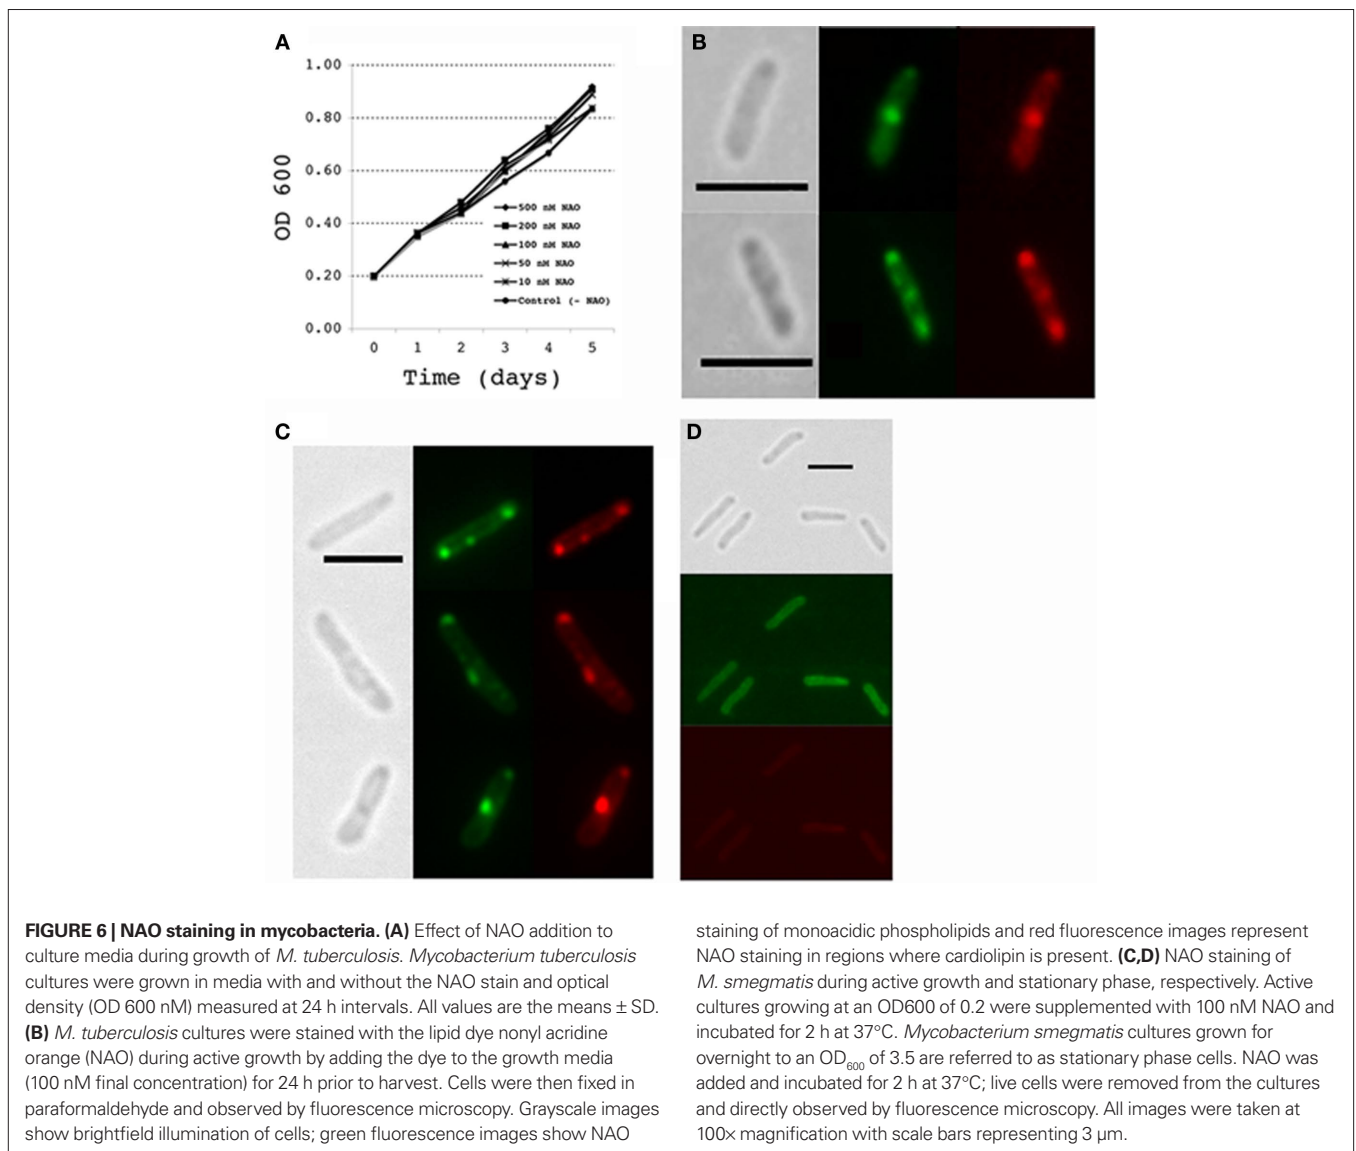 A
1.00
0.80
0.60
0.40
0.20
0.00
OD 600
500 nM NAO
200 nM NAO
100 nM NAO
50 nM NAO
10 nM NAO
Control (- NAO)
0 1 2 3 4 5
Time (days)
B
C
D
FIGURE 6 | NAO staining in mycobacteria. (A) Effect of NAO addition to
culture media during growth of M. tuberculosis. Mycobacterium tuberculosis
cultures were grown in media with and without the NAO stain and optical
density (OD 600 nM) measured at 24 h intervals. All values are the means ± SD.
(B) M. tuberculosis cultures were stained with the lipid dye nonyl acridine
orange (NAO) during active growth by adding the dye to the growth media
(100 nM final concentration) for 24 h prior to harvest. Cells were then fixed in
paraformaldehyde and observed by fluorescence microscopy. Grayscale images
show brightfield illumination of cells; green fluorescence images show NAO
staining of monoacidic phospholipids and red fluorescence images represent
NAO staining in regions where cardiolipin is present. (C,D) NAO staining of
M. smegmatis during active growth and stationary phase, respectively. Active
cultures growing at an OD600 of 0.2 were supplemented with 100 nM NAO and
incubated for 2 h at 37°C. Mycobacterium smegmatis cultures grown for
overnight to an OD600 of 3.5 are referred to as stationary phase cells. NAO was
added and incubated for 2 h at 37°C; live cells were removed from the cultures
and directly observed by fluorescence microscopy. All images were taken at
100× magnification with scale bars representing 3 μm.